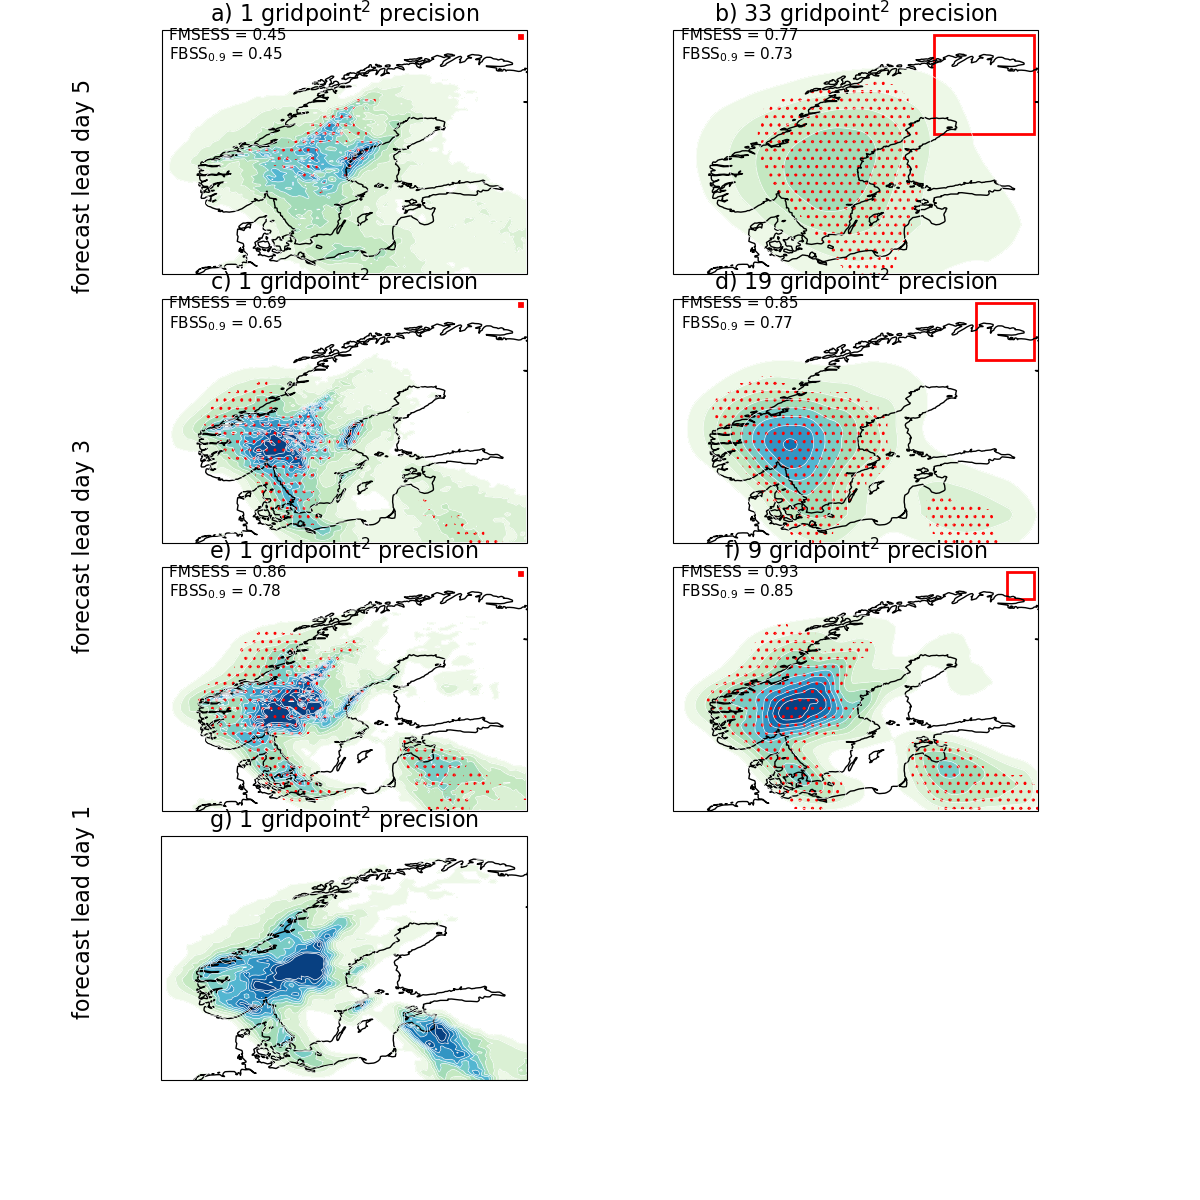 a) 1 gridpoint² precision
FMSESS = 0.45
FBSS₀.₉ = 0.45
b) 33 gridpoint² precision
FMSESS = 0.77
FBSS₀.₉ = 0.73
forecast lead day 5
c) 1 gridpoint² precision
FMSESS = 0.69
FBSS₀.₉ = 0.65
d) 19 gridpoint² precision
FMSESS = 0.85
FBSS₀.₉ = 0.77
forecast lead day 3
e) 1 gridpoint² precision
FMSESS = 0.86
FBSS₀.₉ = 0.78
f) 9 gridpoint² precision
FMSESS = 0.93
FBSS₀.₉ = 0.85
forecast lead day 1
g) 1 gridpoint² precision